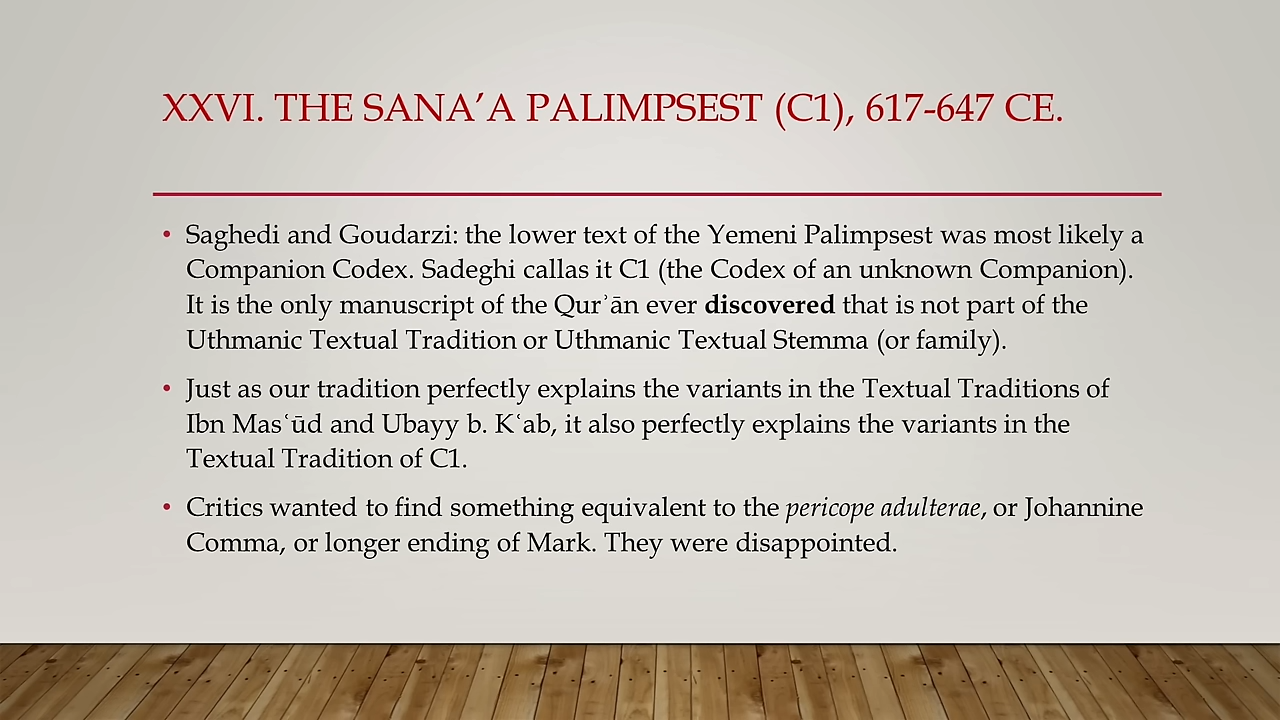 XXVI. THE SANA’A PALIMPSEST (C1), 617-647 CE.
• Saghedi and Goudarzi: the lower text of the Yemeni Palimpsest was most likely a
Companion Codex. Sadeghi callas it C1 (the Codex of an unknown Companion).
It is the only manuscript of the Qurʾān ever discovered that is not part of the
Uthmanic Textual Tradition or Uthmanic Textual Stemma (or family).
• Just as our tradition perfectly explains the variants in the Textual Traditions of
Ibn Masʿūd and Ubayy b. Kʿab, it also perfectly explains the variants in the
Textual Tradition of C1.
• Critics wanted to find something equivalent to the pericope adulterae, or Johannine
Comma, or longer ending of Mark. They were disappointed.